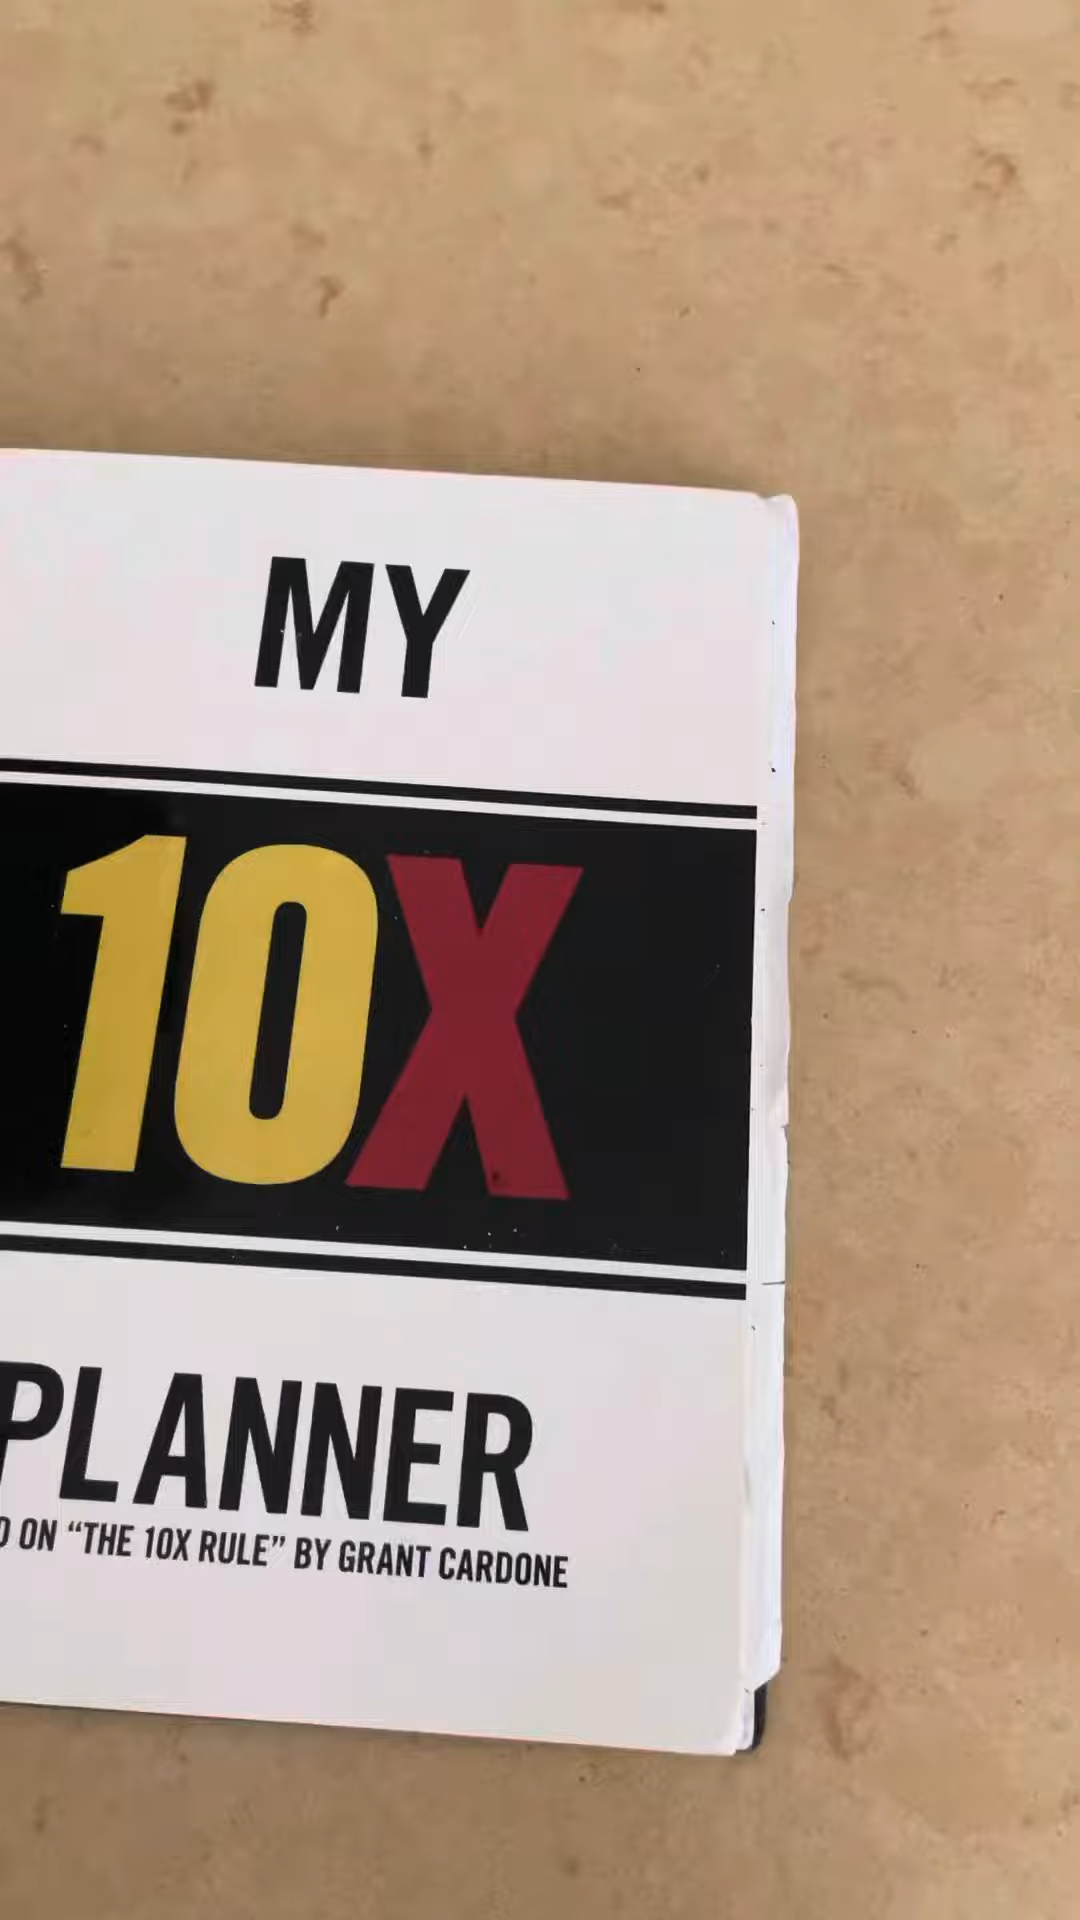 MY
10X
PLANNER
ON “THE 10X RULE” BY GRANT CARDONE